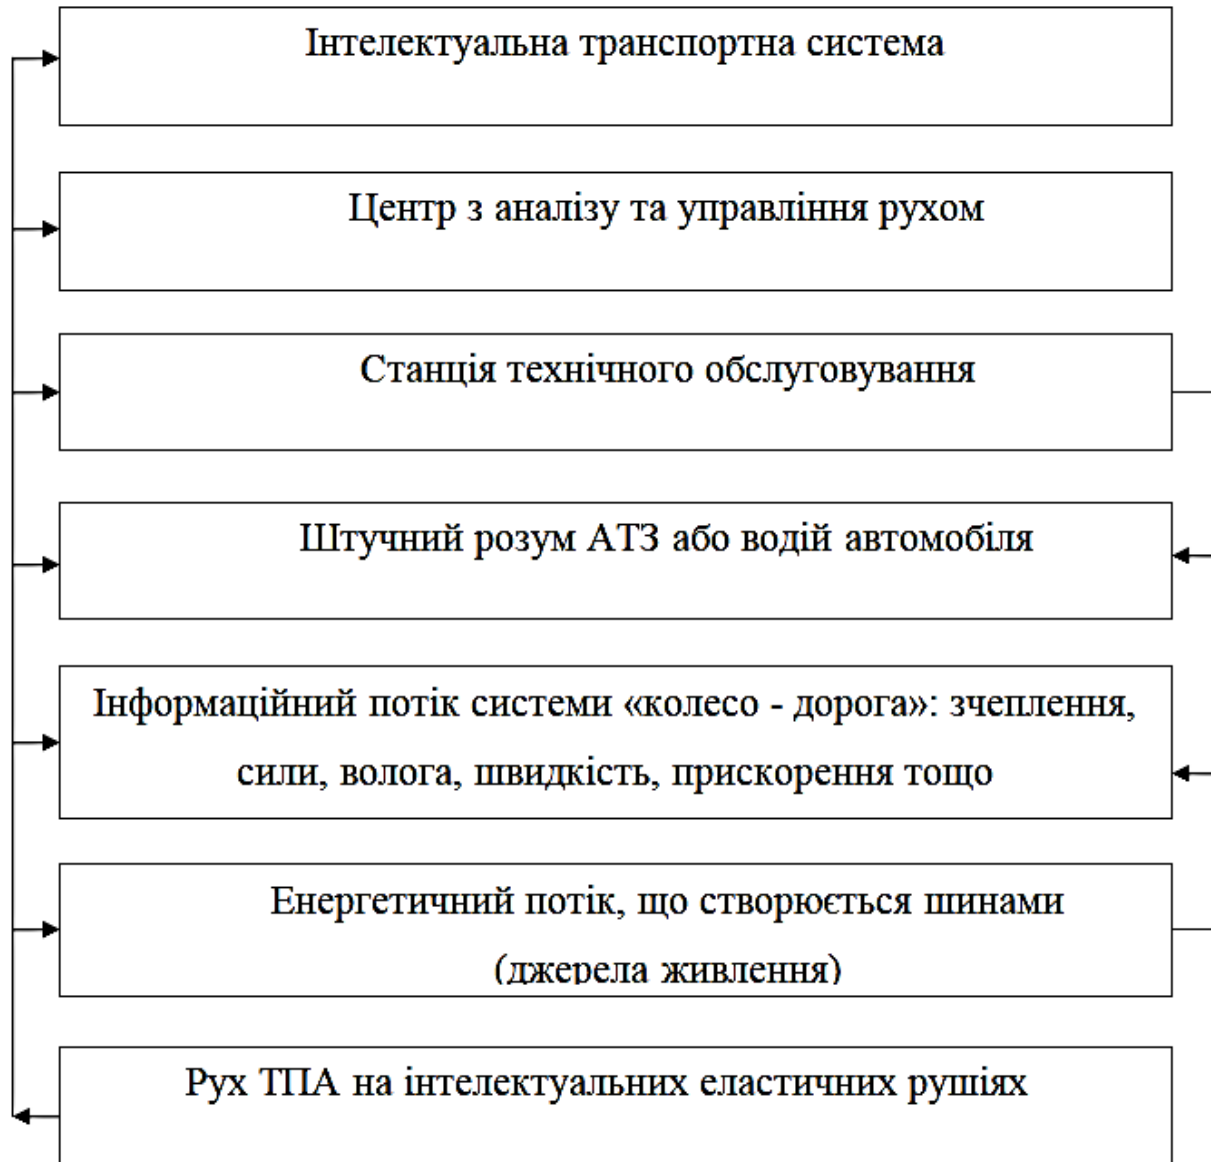 Інтелектуальна транспортна система
Центр з аналізу та управління рухом
Станція технічного обслуговування
Штучний розум АТЗ або водій автомобіля
Інформаційний потік системи «колесо - дорога»: зчеплення,
сили, волога, швидкість, прискорення тощо
Енергетичний потік, що створюється шинами
(джерела живлення)
Рух ТПА на інтелектуальних еластичних рушіях